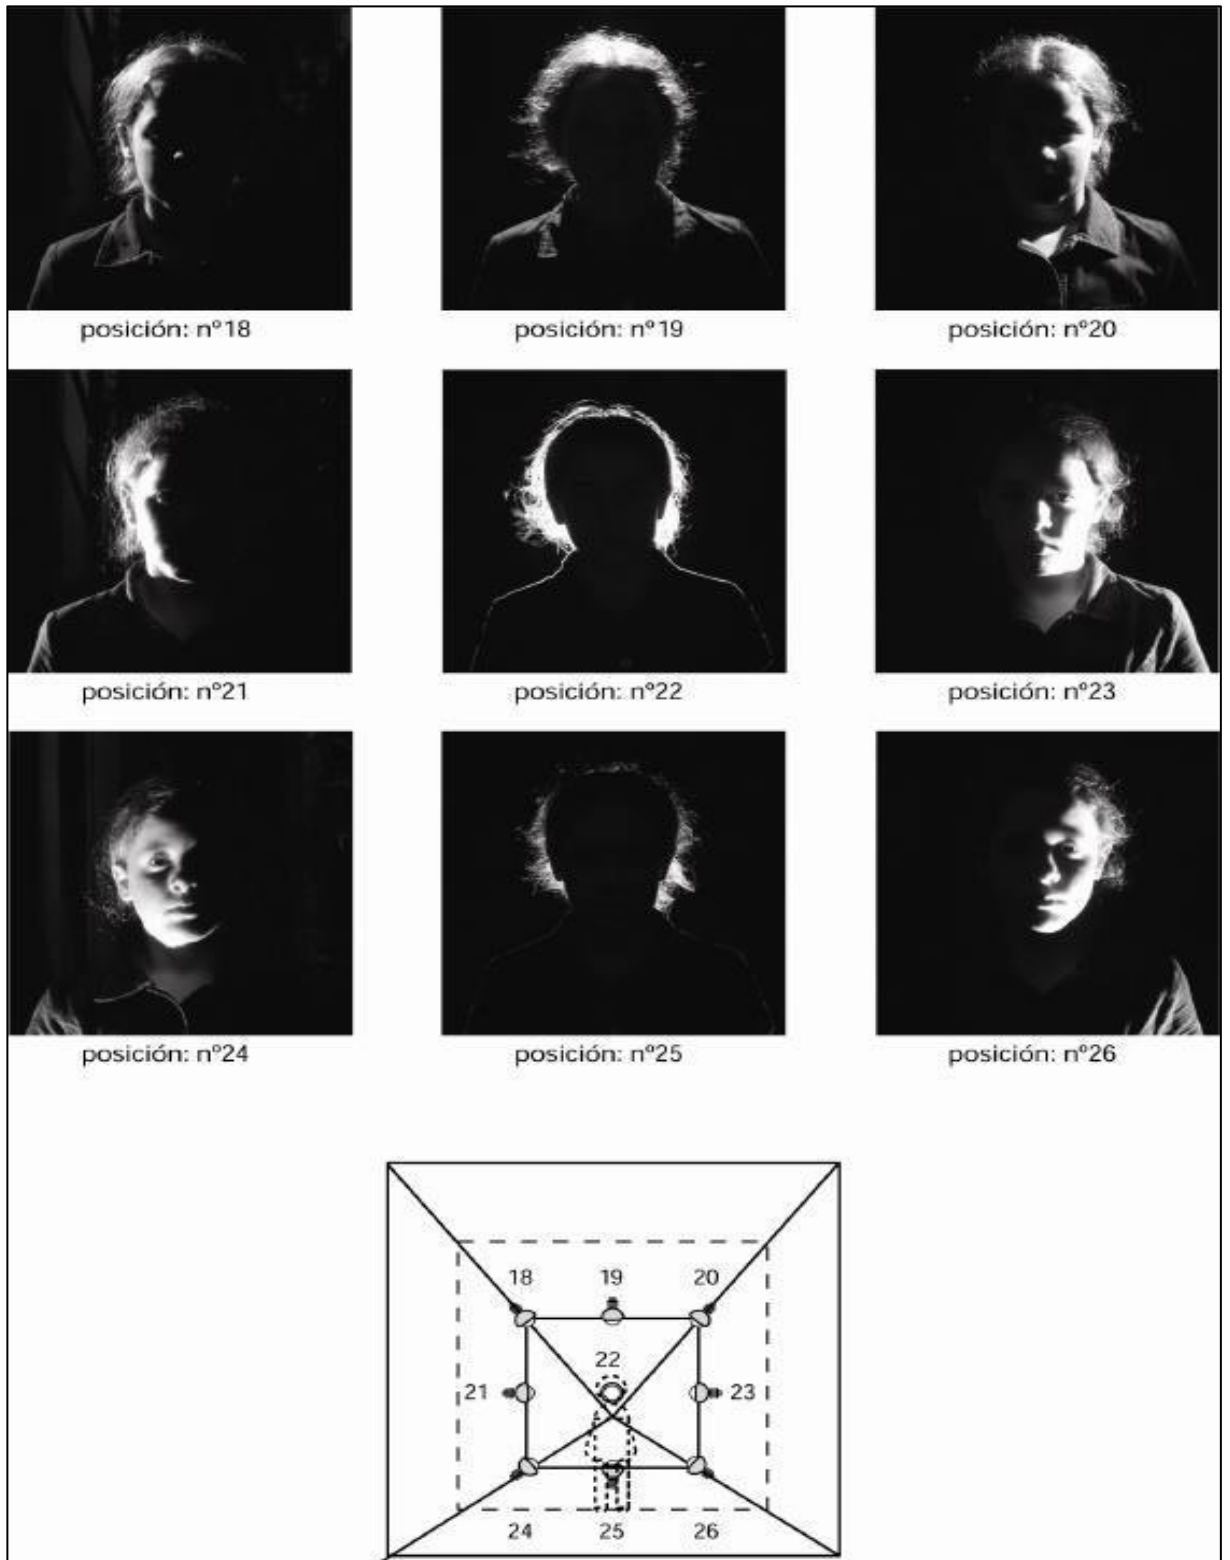 posición: nº18
posición: nº19
posición: nº20
posición: nº21
posición: nº22
posición: nº23
posición: nº24
posición: nº25
posición: nº26
18
19
20
22
21
23
24
25
26